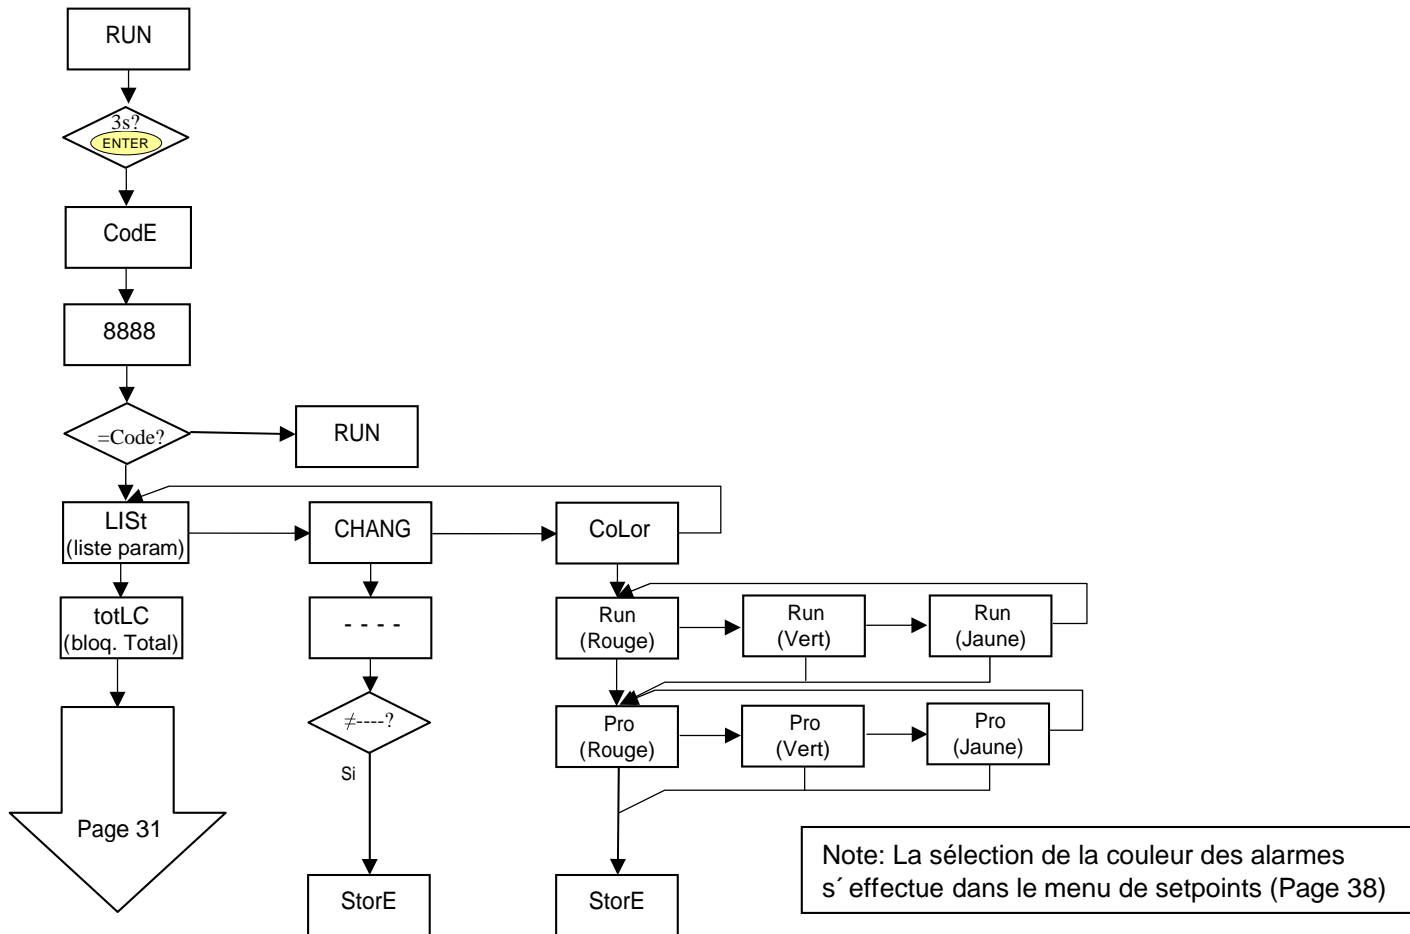 RUN
3s?
ENTER
CodE
8888
=Code?
RUN
LISt
(liste param)
CHANG
CoLor
totLC
(bloq. Total)
- - - -
Run
(Rouge)
Run
(Vert)
Run
(Jaune)
≠----?
Pro
(Rouge)
Pro
(Vert)
Pro
(Jaune)
Si
Page 31
StorE
StorE
Note: La sélection de la couleur des alarmes
s´ effectue dans le menu de setpoints (Page 38)